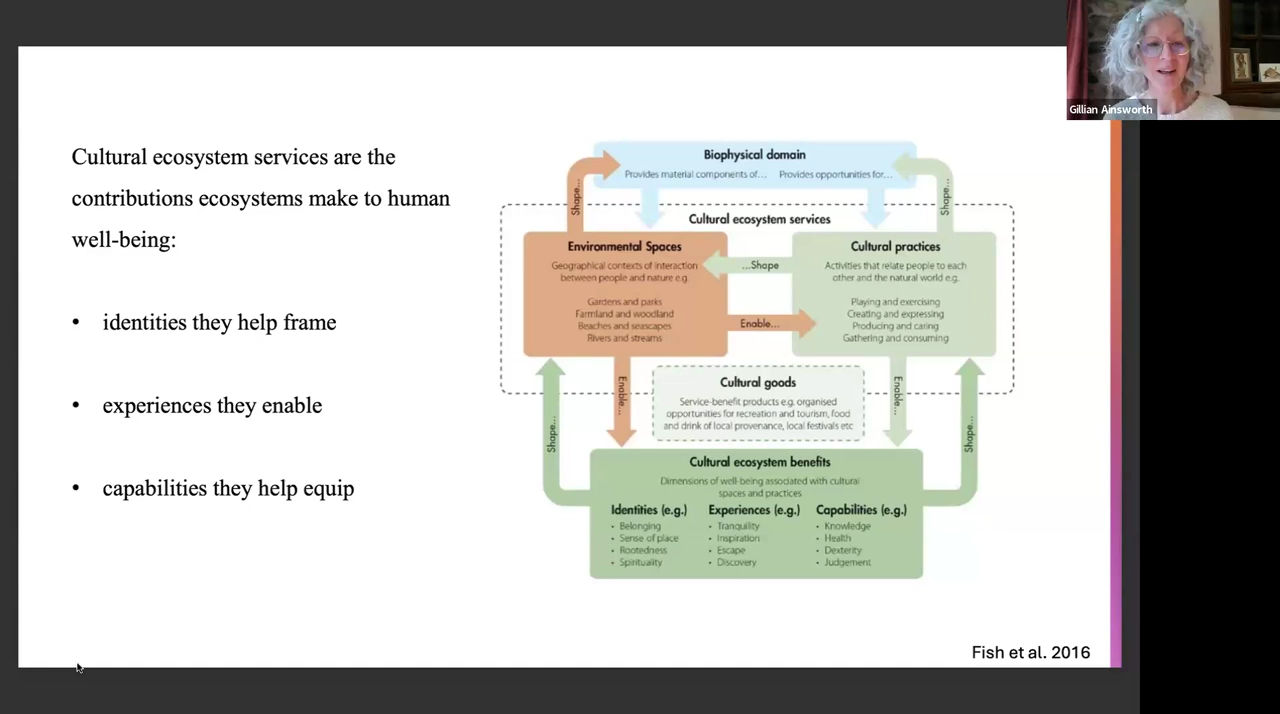 Gillian Ainsworth
Cultural ecosystem services are the
contributions ecosystems make to human
well-being:
• identities they help frame
• experiences they enable
• capabilities they help equip
Biophysical domain
Provides material components of... Provides opportunities for...
Shape...
Shape...
Cultural ecosystem services
Environmental Spaces
Geographical contexts of interaction
between people and nature e.g.
Gardens and parks
Farmland and woodland
Beaches and seascapes
Rivers and streams
...Shape
Enable...
Cultural practices
Activities that relate people to each
other and the natural world e.g.
Playing and exercising
Creating and expressing
Producing and caring
Gathering and consuming
Shape...
Enable...
Cultural goods
Service-benefit products e.g. organised
opportunities for recreation and tourism, food
and drink of local provenance, local festivals etc
Enable...
Shape...
Cultural ecosystem benefits
Dimensions of well-being associated with cultural
spaces and practices
Identities (e.g.)
• Belonging
• Sense of place
• Rootedness
• Spirituality
Experiences (e.g.)
• Tranquility
• Inspiration
• Escape
• Discovery
Capabilities (e.g.)
• Knowledge
• Health
• Dexterity
• Judgement
Fish et al. 2016